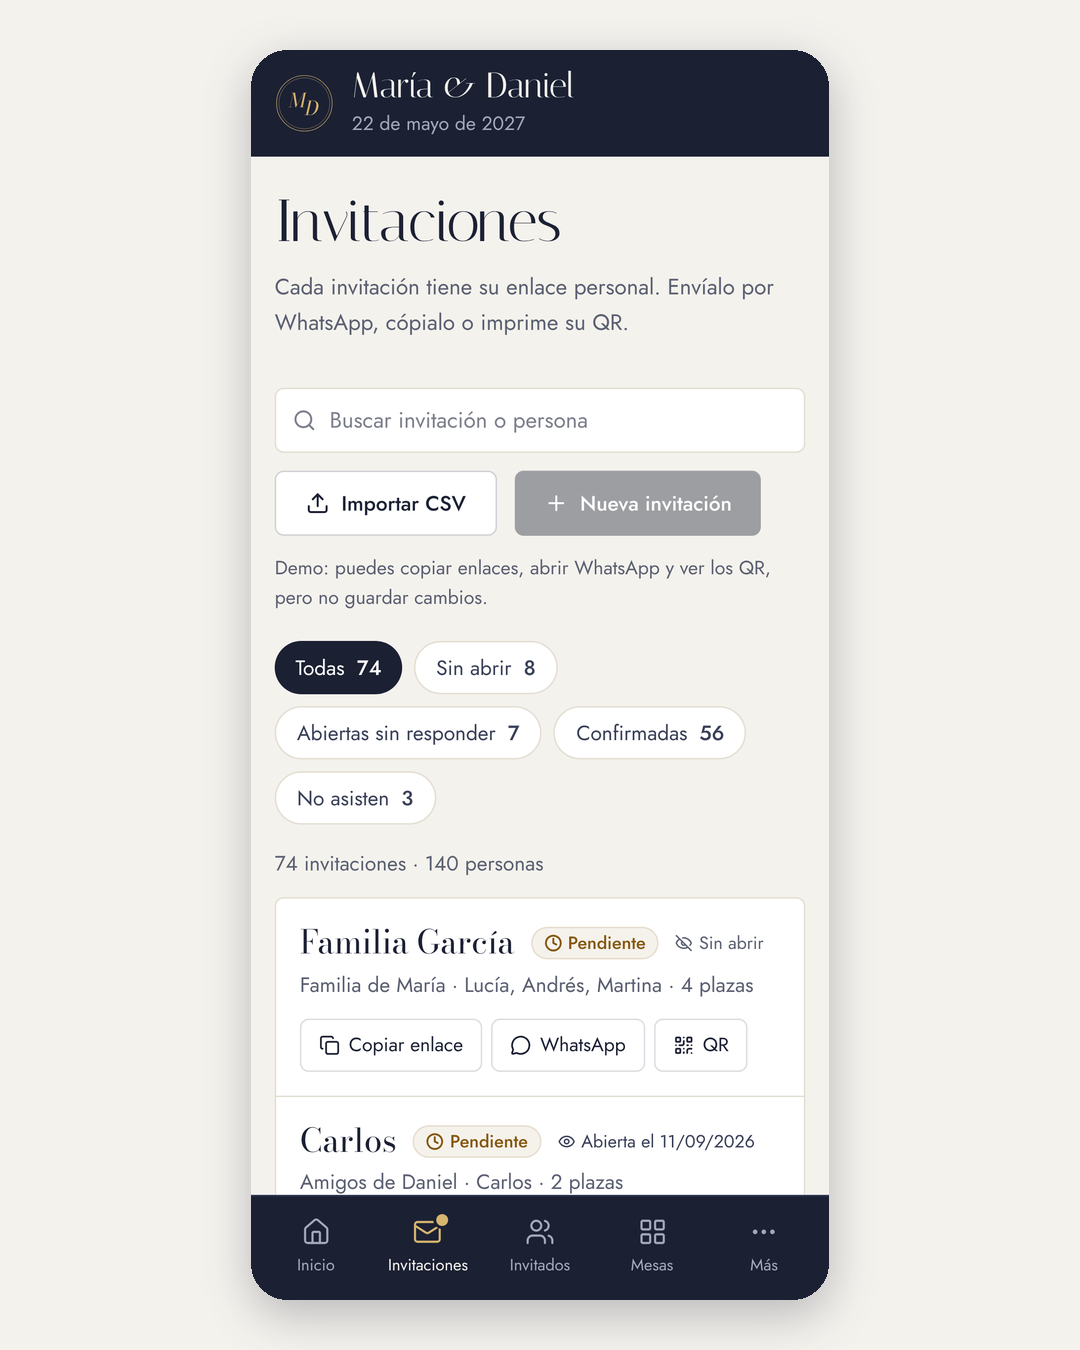 MD
María & Daniel
22 de mayo de 2027
Invitaciones
Cada invitación tiene su enlace personal. Envíalo por
WhatsApp, cópialo o imprime su QR.
Buscar invitación o persona
Importar CSV
Nueva invitación
Demo: puedes copiar enlaces, abrir WhatsApp y ver los QR,
pero no guardar cambios.
Todas 74
Sin abrir 8
Abiertas sin responder 7
Confirmadas 56
No asisten 3
74 invitaciones · 140 personas
Familia García
Pendiente
Sin abrir
Familia de María · Lucía, Andrés, Martina · 4 plazas
Copiar enlace
WhatsApp
QR
Carlos
Pendiente
Abierta el 11/09/2026
Amigos de Daniel · Carlos · 2 plazas
Inicio
Invitaciones
Invitados
Mesas
Más